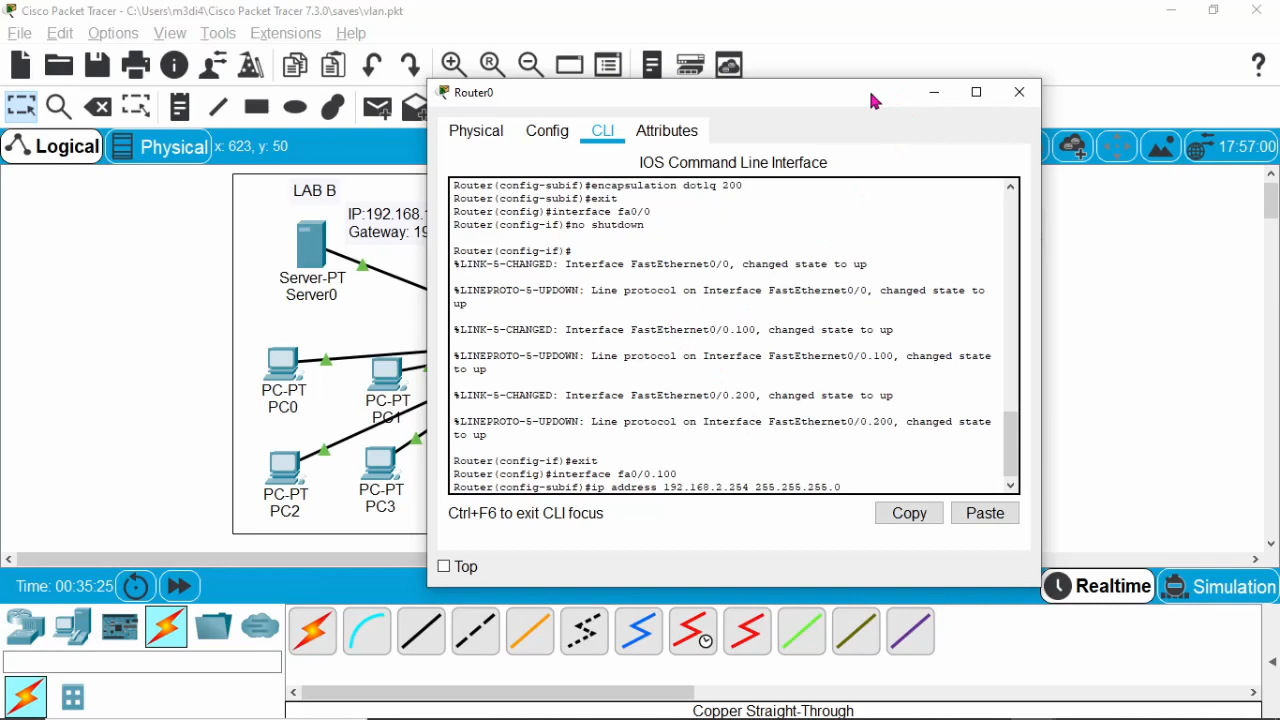 Cisco Packet Tracer - C:\Users\m3di4\Cisco Packet Tracer 7.3.0\saves\vlan.pkt
File Edit Options View Tools Extensions Help
Router0
Physical Config CLI Attributes
Logical Physical x: 623, y: 50
17:57:00
IOS Command Line Interface
Router(config-subif)#encapsulation dot1q 200
Router(config-subif)#exit
Router(config)#interface fa0/0
Router(config-if)#no shutdown
Router(config-if)#
%LINK-5-CHANGED: Interface FastEthernet0/0, changed state to up
%LINEPROTO-5-UPDOWN: Line protocol on Interface FastEthernet0/0, changed state to
up
%LINK-5-CHANGED: Interface FastEthernet0/0.100, changed state to up
%LINEPROTO-5-UPDOWN: Line protocol on Interface FastEthernet0/0.100, changed state
to up
%LINK-5-CHANGED: Interface FastEthernet0/0.200, changed state to up
%LINEPROTO-5-UPDOWN: Line protocol on Interface FastEthernet0/0.200, changed state
to up
Router(config-if)#exit
Router(config)#interface fa0/0.100
Router(config-subif)#ip address 192.168.2.254 255.255.255.0
Ctrl+F6 to exit CLI focus
Copy Paste
Top
LAB B
IP:192.168.
Gateway: 19
Server-PT
Server0
PC-PT
PC0
PC-PT
PC1
PC-PT
PC2
PC-PT
PC3
Time: 00:35:25
Realtime Simulation
Copper Straight-Through